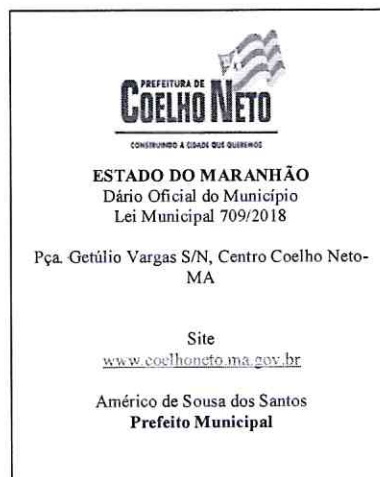 PREFEITURA DE
COELHO NETO
CONSTRUINDO A CIDADE QUE QUEREMOS
ESTADO DO MARANHÃO
Dário Oficial do Município
Lei Municipal 709/2018
Pça. Getúlio Vargas S/N, Centro Coelho Neto-
MA
Site
www.coelhoneto.ma.gov.br
Américo de Sousa dos Santos
Prefeito Municipal